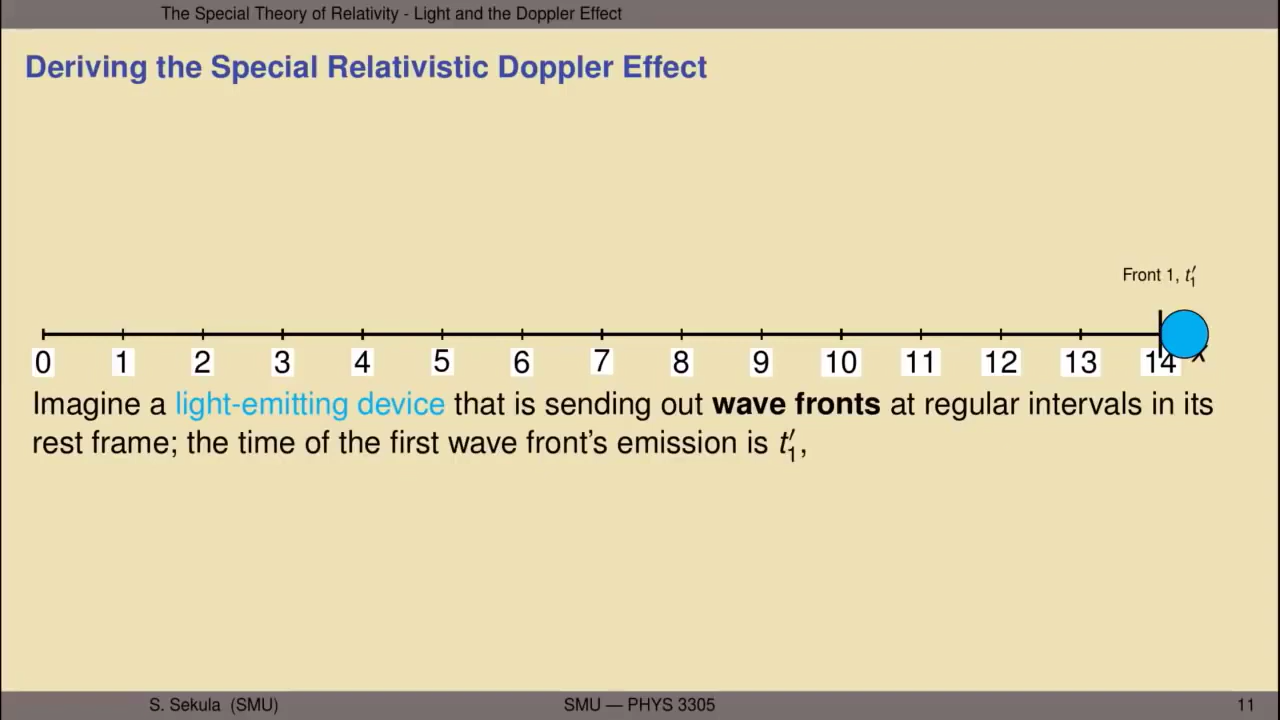 The Special Theory of Relativity - Light and the Doppler Effect
Deriving the Special Relativistic Doppler Effect
Front 1, t′₁
0 1 2 3 4 5 6 7 8 9 10 11 12 13 14 x
Imagine a light-emitting device that is sending out wave fronts at regular intervals in its
rest frame; the time of the first wave front's emission is t′₁,
S. Sekula (SMU) SMU — PHYS 3305 11